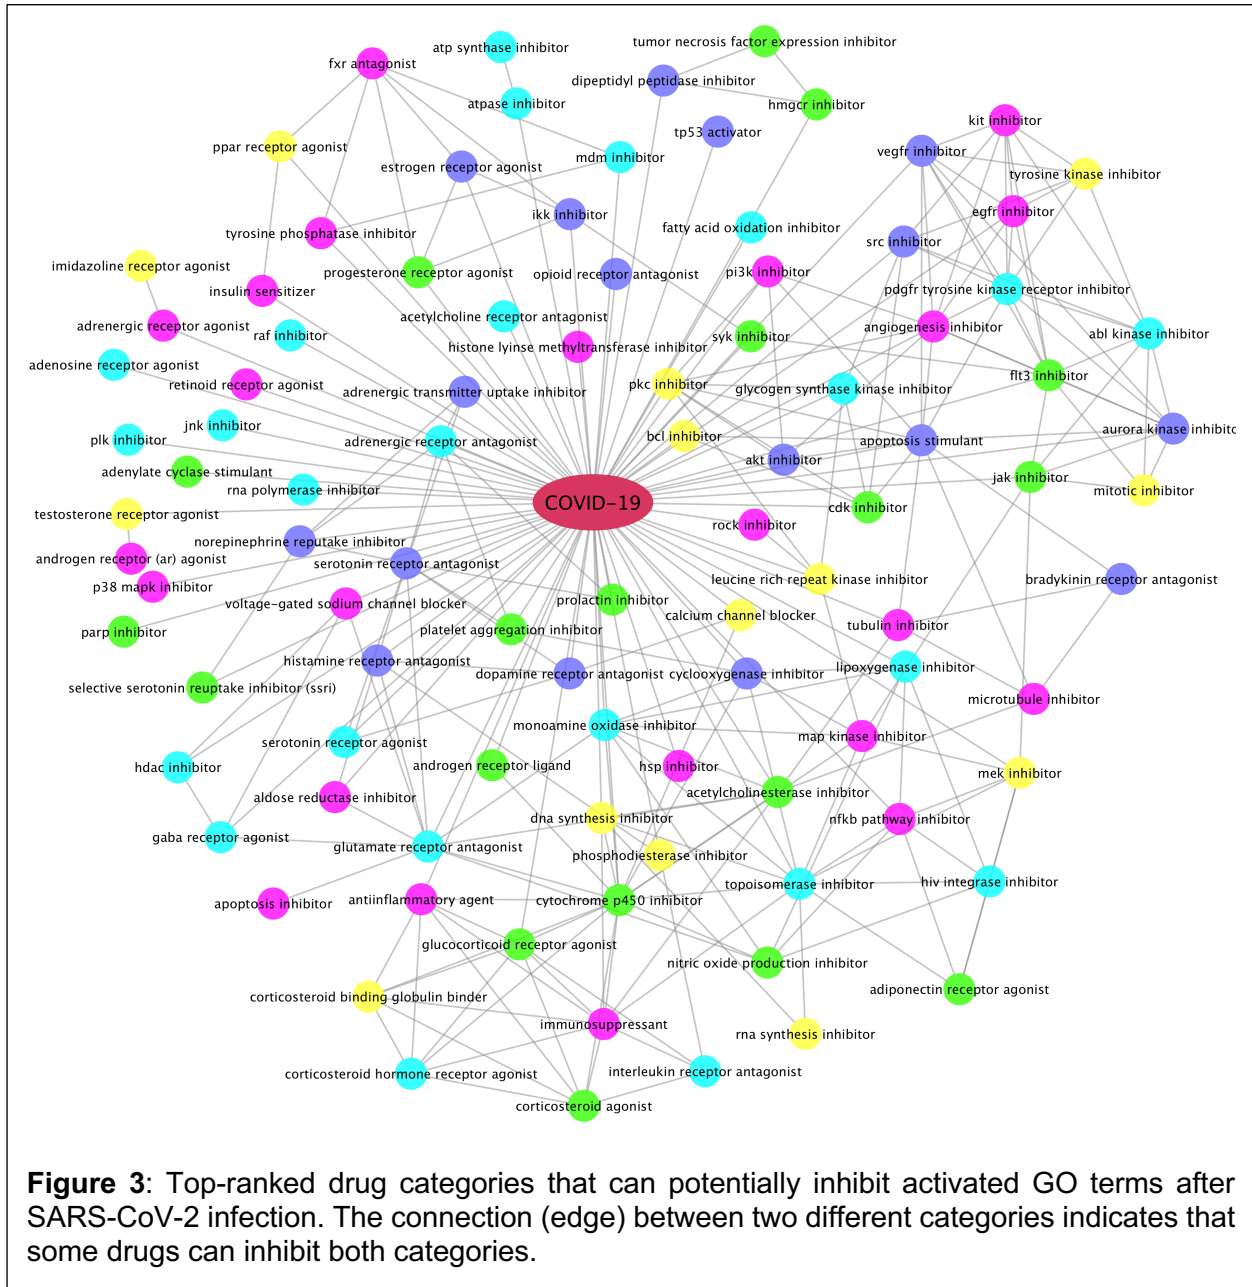 atp synthase inhibitor
tumor necrosis factor expression inhibitor
fxr antagonist
dipeptidyl peptidase inhibitor
atpase inhibitor
hmgcr inhibitor
kit inhibitor
tp53 activator
ppar receptor agonist
vegfr inhibitor
mdm inhibitor
estrogen receptor agonist
tyrosine kinase inhibitor
ikk inhibitor
egfr inhibitor
fatty acid oxidation inhibitor
tyrosine phosphatase inhibitor
src inhibitor
imidazoline receptor agonist
progesterone receptor agonist
opioid receptor antagonist
pi3k inhibitor
insulin sensitizer
pdgfr tyrosine kinase receptor inhibitor
acetylcholine receptor antagonist
adrenergic receptor agonist
raf inhibitor
angiogenesis inhibitor
abl kinase inhibitor
syk inhibitor
histone lyinse methyltransferase inhibitor
adenosine receptor agonist
retinoid receptor agonist
flt3 inhibitor
pkc inhibitor
glycogen synthase kinase inhibitor
adrenergic transmitter uptake inhibitor
jnk inhibitor
aurora kinase inhibito
plk inhibitor
adrenergic receptor antagonist
bcl inhibitor
apoptosis stimulant
akt inhibitor
adenylate cyclase stimulant
jak inhibitor
rna polymerase inhibitor
mitotic inhibitor
COVID-19
cdk inhibitor
testosterone receptor agonist
rock inhibitor
norepinephrine reputake inhibitor
androgen receptor (ar) agonist
serotonin receptor antagonist
leucine rich repeat kinase inhibitor
bradykinin receptor antagonist
p38 mapk inhibitor
prolactin inhibitor
voltage-gated sodium channel blocker
calcium channel blocker
tubulin inhibitor
parp inhibitor
platelet aggregation inhibitor
histamine receptor antagonist
lipoxygenase inhibitor
dopamine receptor antagonist
cyclooxygenase inhibitor
selective serotonin reuptake inhibitor (ssri)
microtubule inhibitor
monoamine oxidase inhibitor
map kinase inhibitor
serotonin receptor agonist
hdac inhibitor
androgen receptor ligand
hsp inhibitor
mek inhibitor
acetylcholinesterase inhibitor
aldose reductase inhibitor
dna synthesis inhibitor
nfkb pathway inhibitor
gaba receptor agonist
glutamate receptor antagonist
phosphodiesterase inhibitor
topoisomerase inhibitor
hiv integrase inhibitor
apoptosis inhibitor
antiinflammatory agent
cytochrome p450 inhibitor
glucocorticoid receptor agonist
nitric oxide production inhibitor
adiponectin receptor agonist
corticosteroid binding globulin binder
immunosuppressant
rna synthesis inhibitor
corticosteroid hormone receptor agonist
interleukin receptor antagonist
corticosteroid agonist
Figure 3: Top-ranked drug categories that can potentially inhibit activated GO terms after
SARS-CoV-2 infection. The connection (edge) between two different categories indicates that
some drugs can inhibit both categories.